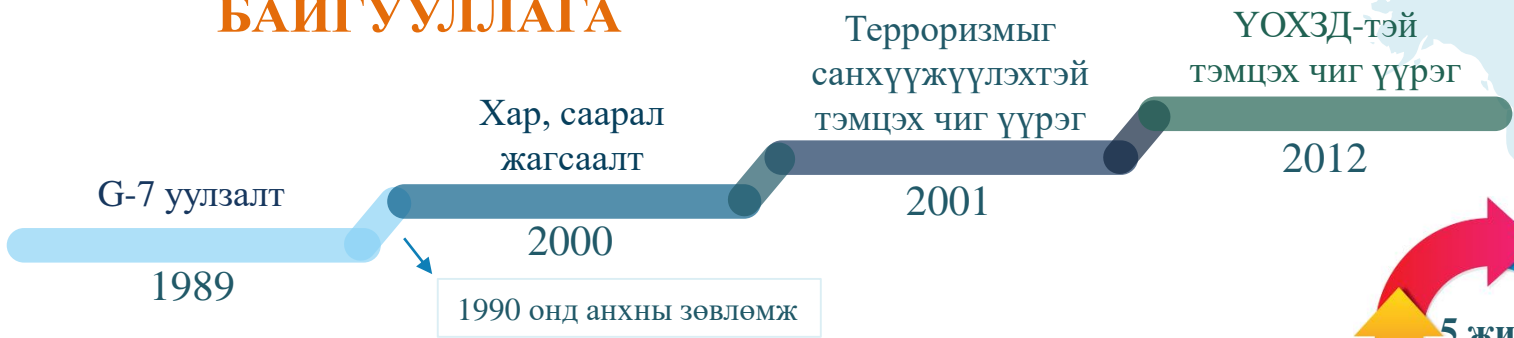 БАЙГУУЛЛАГА
G-7 уулзалт
1989
1990 онд анхны зөвлөмж
Хар, саарал
жагсаалт
2000
Терроризмыг
санхүүжүүлэхтэй
тэмцэх чиг үүрэг
2001
ҮОХЗД-тэй
тэмцэх чиг үүрэг
2012